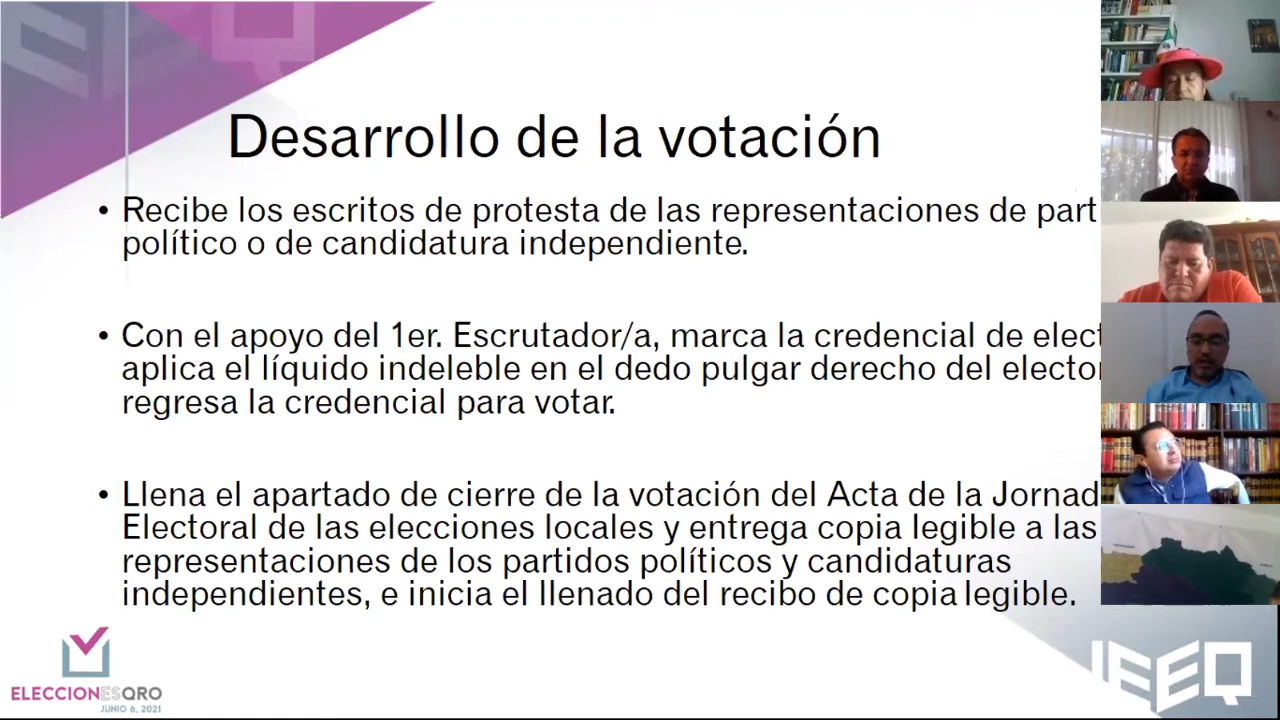 Desarrollo de la votación
• Recibe los escritos de protesta de las representaciones de part
político o de candidatura independiente.
• Con el apoyo del 1er. Escrutador/a, marca la credencial de elect
aplica el líquido indeleble en el dedo pulgar derecho del elector
regresa la credencial para votar.
• Llena el apartado de cierre de la votación del Acta de la Jornad
Electoral de las elecciones locales y entrega copia legible a las
representaciones de los partidos políticos y candidaturas
independientes, e inicia el llenado del recibo de copia legible.
ELECCIONESQRO
JUNIO 6, 2021
IEEQ